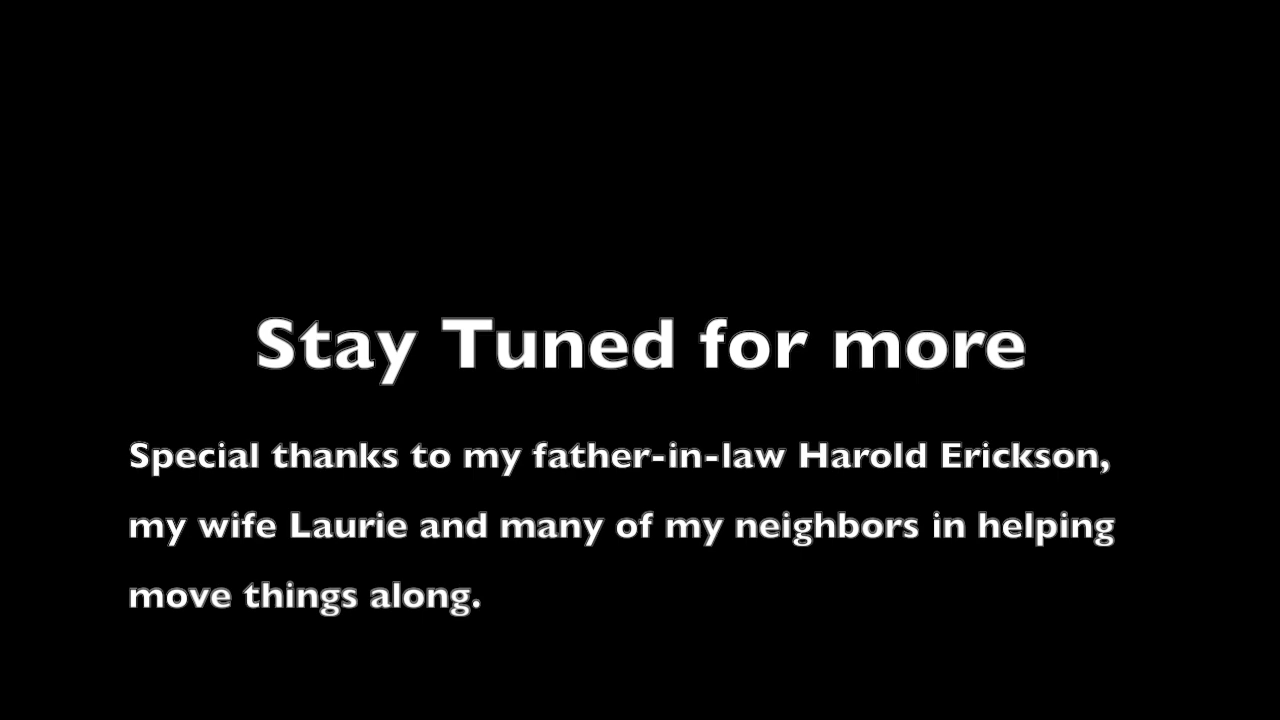 Stay Tuned for more
Special thanks to my father-in-law Harold Erickson,
my wife Laurie and many of my neighbors in helping
move things along.